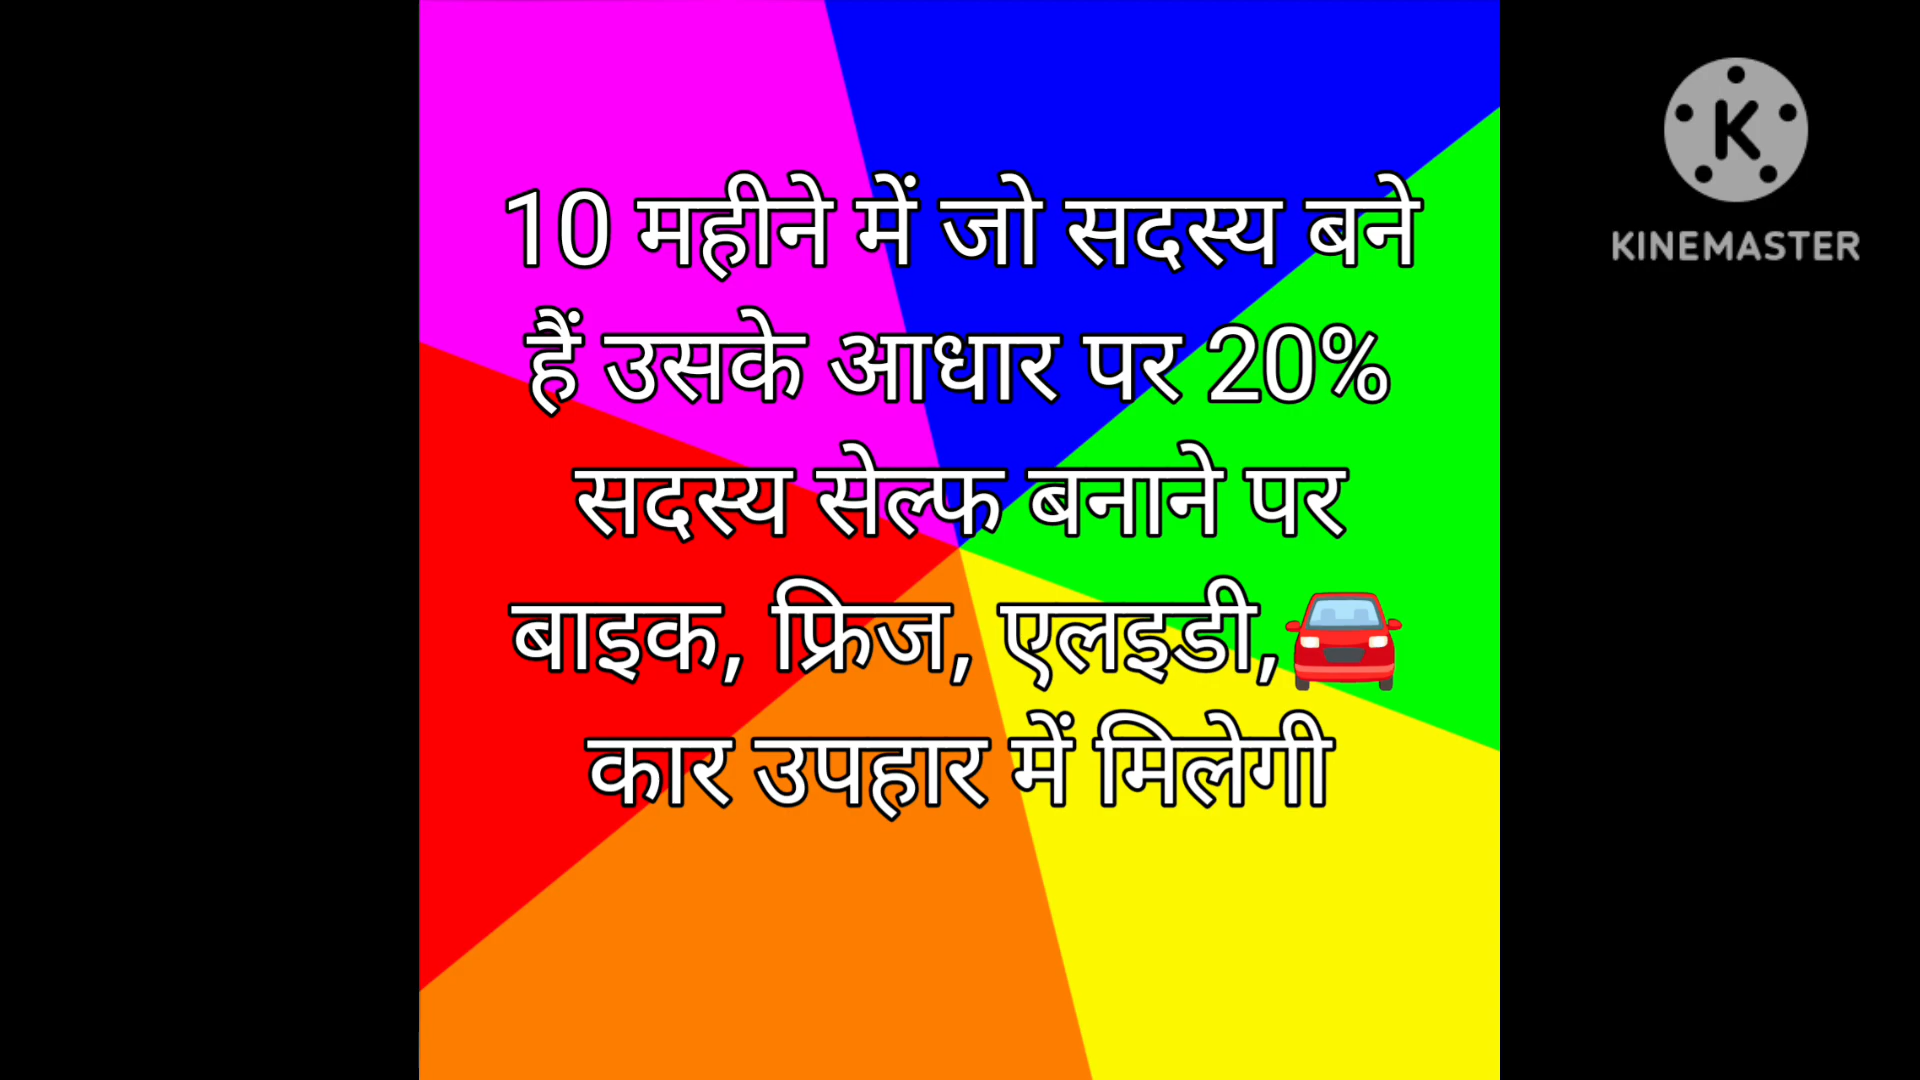 10 महीने में जो सदस्य बने
हैं उसके आधार पर 20%
सदस्य सेल्फ बनाने पर
बाइक, फ्रिज, एलइडी,🚘
कार उपहार में मिलेगी
K
KINEMASTER